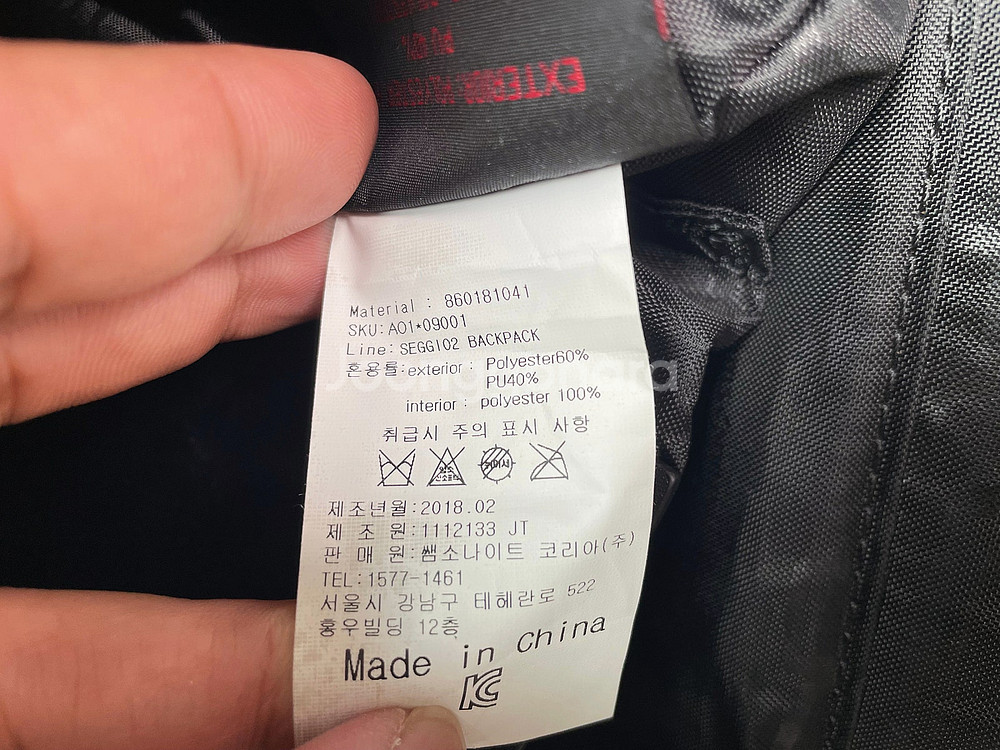 EXTERIOR
Material : 860181041
SKU:A01*09001
Line: SEGGI02 BACKPACK
혼용률:exterior : Polyester60%
PU40%
interior : polyester 100%
취급시 주의 표시 사항
제조년월:2018.02
제 조 원:1112133 JT
판 매 원:쌤소나이트 코리아(주)
TEL:1577-1461
서울시 강남구 테헤란로 522
홍우빌딩 12층
Made in China